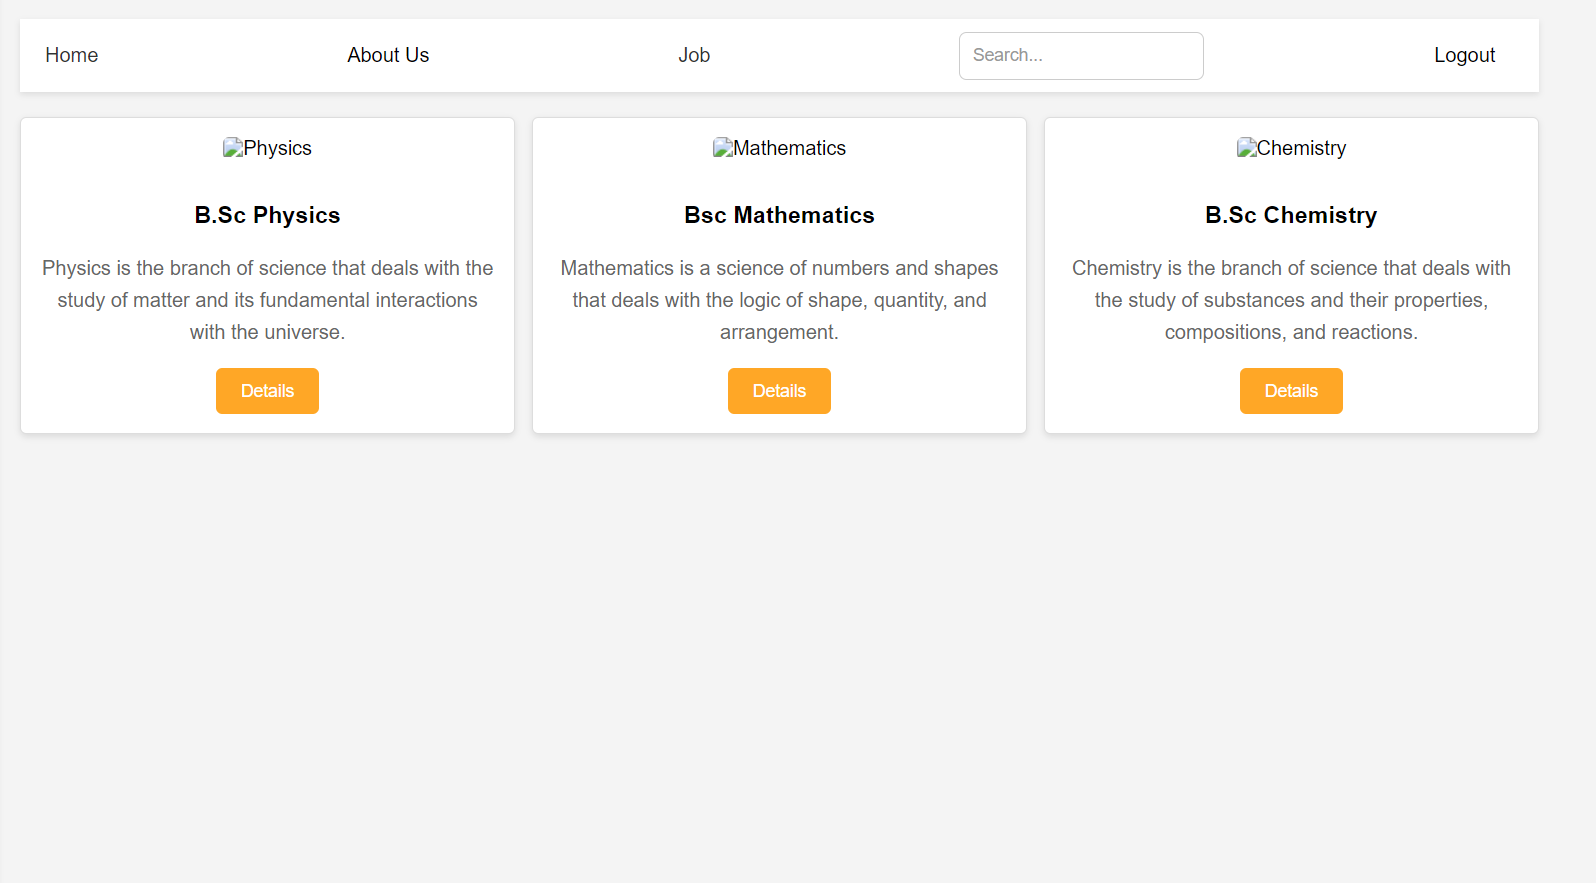 Home About Us Job Search... Logout
Physics Mathematics Chemistry
B.Sc Physics
Physics is the branch of science that deals with the
study of matter and its fundamental interactions
with the universe.
Details
Bsc Mathematics
Mathematics is a science of numbers and shapes
that deals with the logic of shape, quantity, and
arrangement.
Details
B.Sc Chemistry
Chemistry is the branch of science that deals with
the study of substances and their properties,
compositions, and reactions.
Details